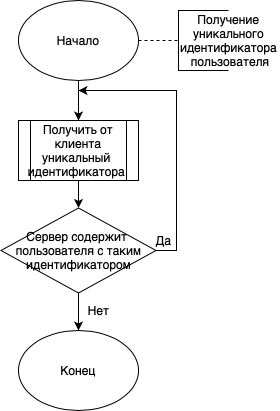 Начало
Получение
уникального
идентификатора
пользователя
Получить от
клиента
уникальный
идентификатора
Сервер содержит
пользователя с таким
идентификатором
Да
Нет
Конец